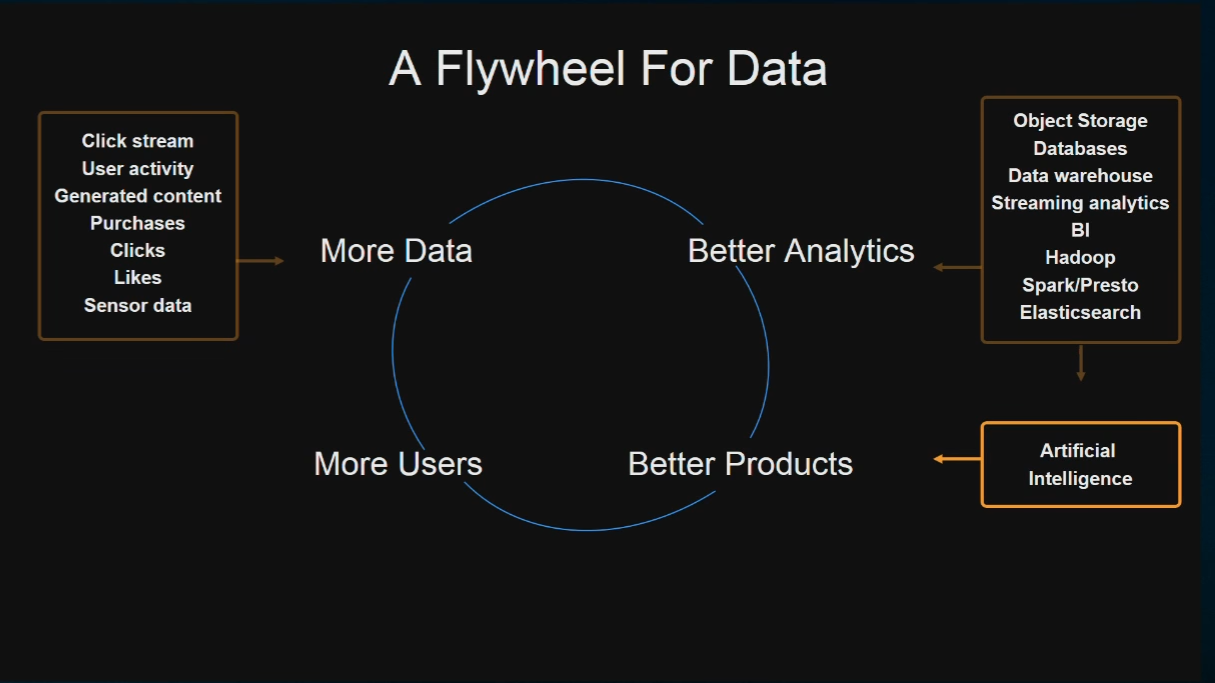 A Flywheel For Data
Click stream
User activity
Generated content
Purchases
Clicks
Likes
Sensor data
More Data
Better Analytics
More Users
Better Products
Object Storage
Databases
Data warehouse
Streaming analytics
BI
Hadoop
Spark/Presto
Elasticsearch
Artificial
Intelligence